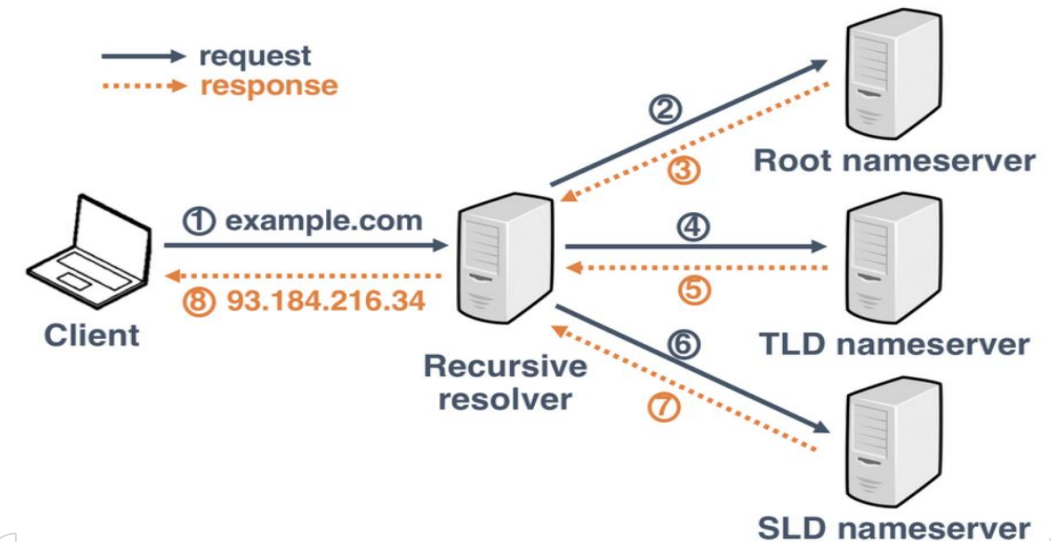 request
response
②
③
Root nameserver
① example.com
④
⑧ 93.184.216.34
⑤
Client
⑥
TLD nameserver
Recursive
resolver
⑦
SLD nameserver